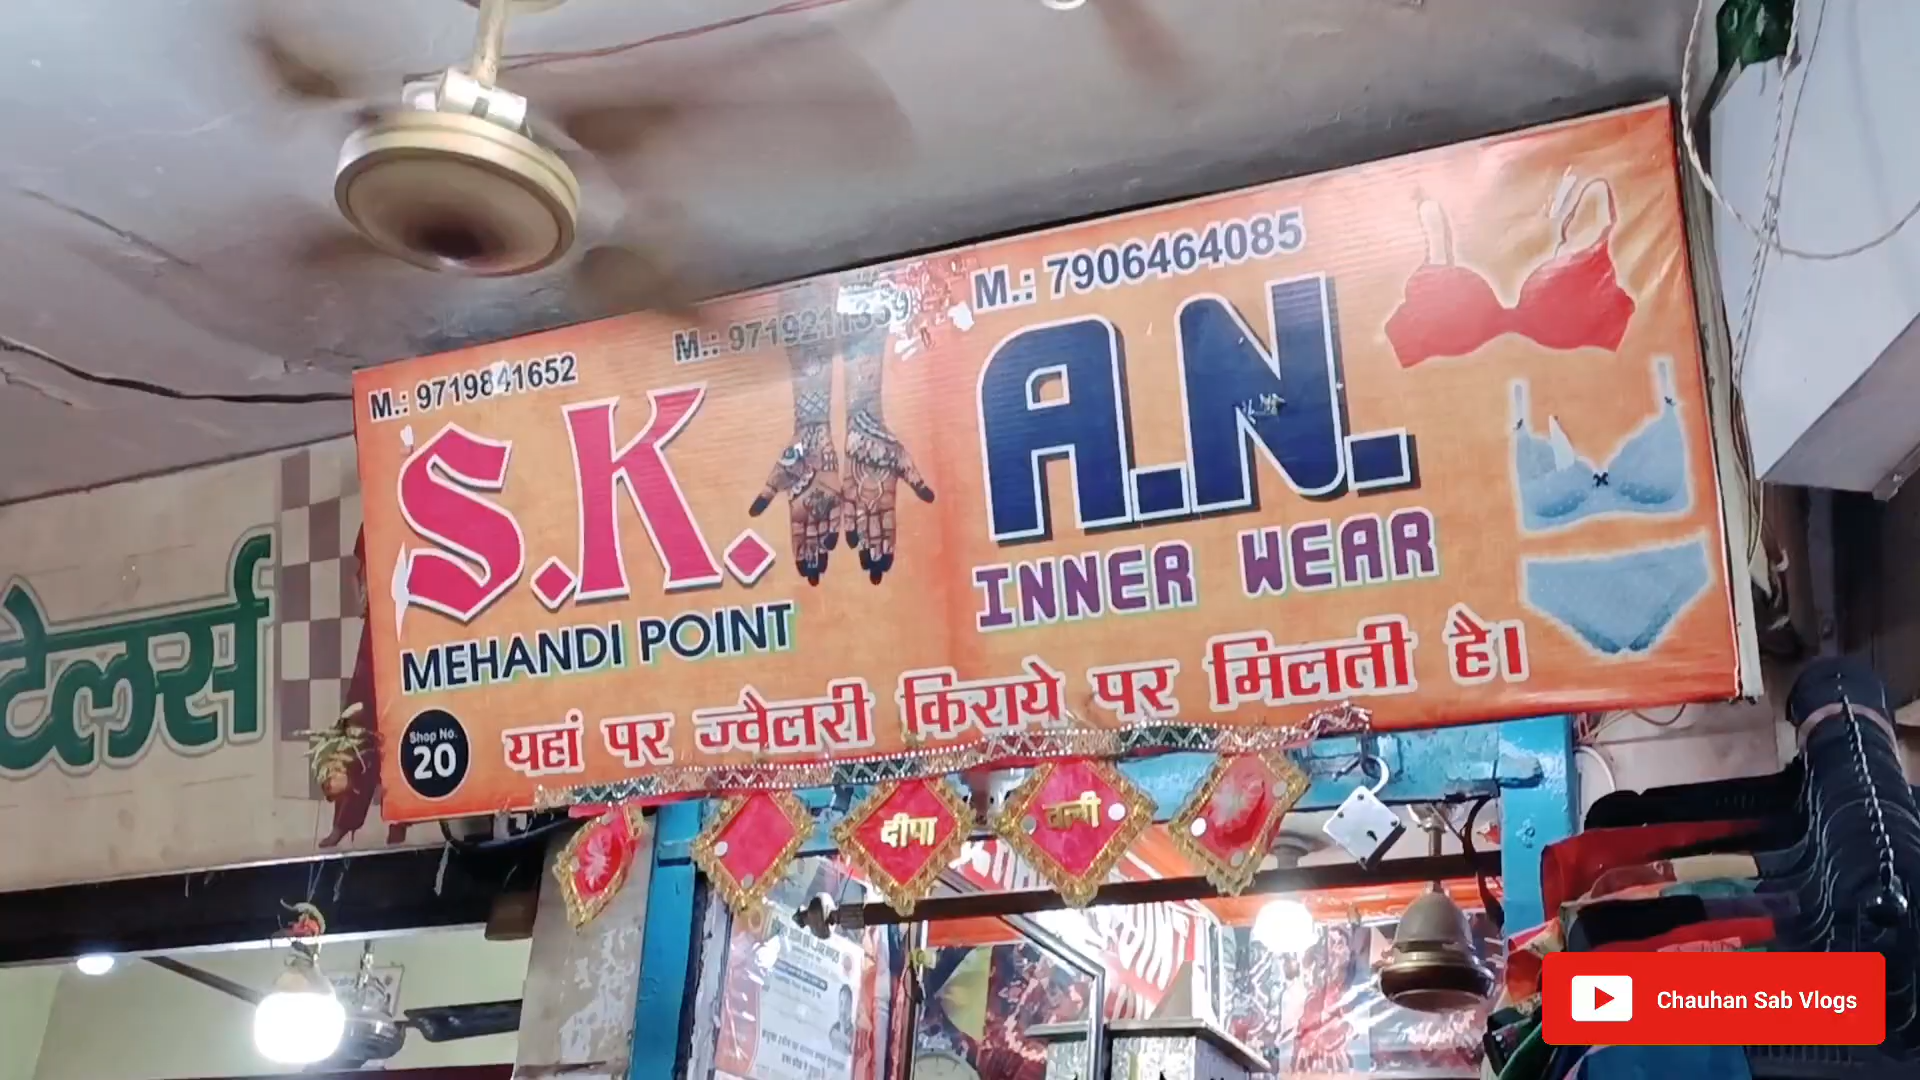 M.: 9719841652
M.: 9719211359
M.: 7906464085
S.K.
MEHANDI POINT
A.N.
INNER WEAR
Shop No.
20
यहां पर ज्वैलरी किराये पर मिलती है।
टेलर्स
दीपा
POINT
Chauhan Sab Vlogs